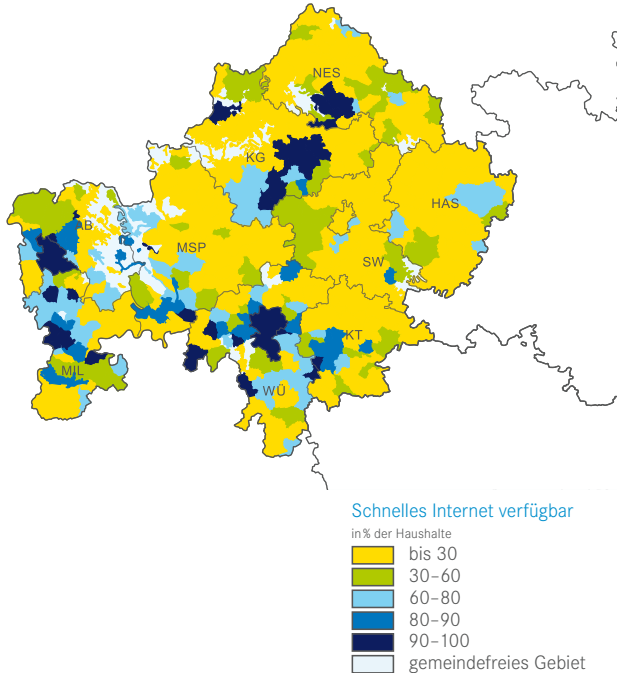 NES
KG
HAS
AB
MSP
SW
KT
MIL
WÜ
Schnelles Internet verfügbar
in % der Haushalte
bis 30
30–60
60–80
80–90
90–100
gemeindefreies Gebiet